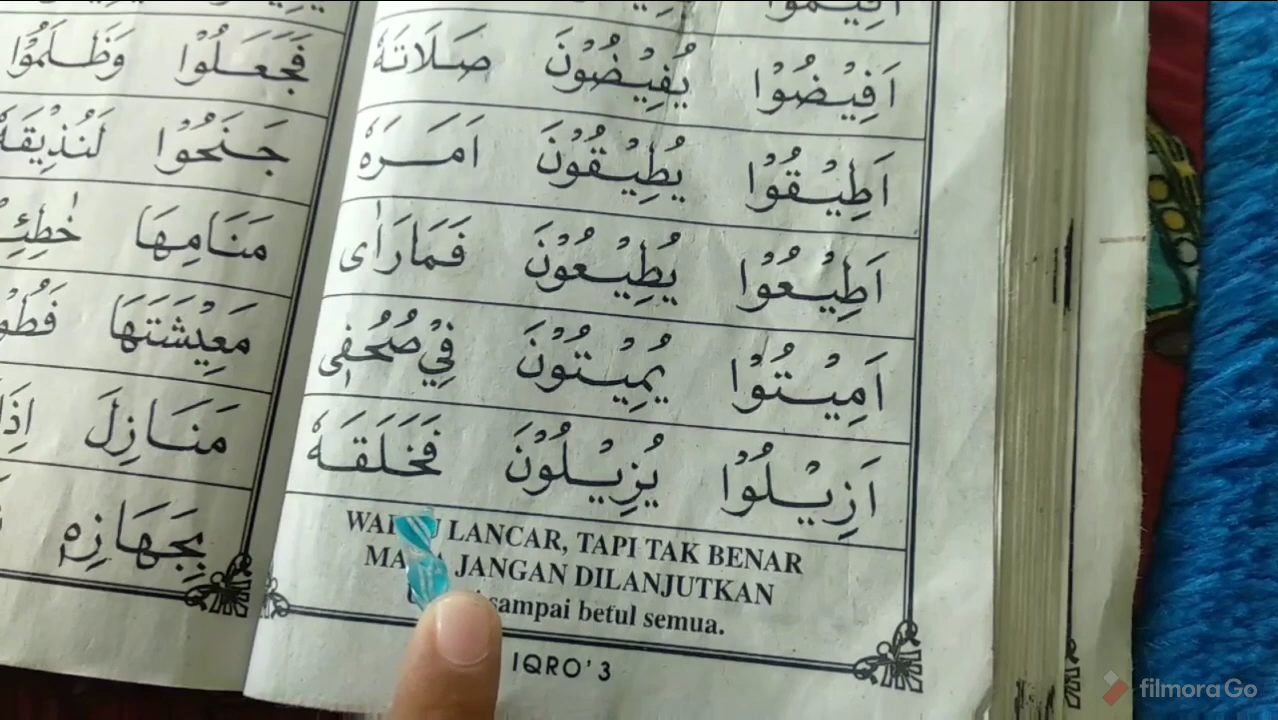 اَفِيْضُوْا يُفِيْضُوْنَ صَلَاتَهٗ
اَطِيْقُوْا يُطِيْقُوْنَ اَمَرَهٗ
اَطِيْعُوْا يُطِيْعُوْنَ فَمَارَاٰى
اَمِيْتُوْا يُمِيْتُوْنَ فِيْ صُحُفِى
اَزِيْلُوْا يُزِيْلُوْنَ فَخَلَقَهٗ
LANCAR, TAPI TAK BENAR
JANGAN DILANJUTKAN
sampai betul semua.
IQRO' 3
فَجَعَلُوْا وَظَلَمُوْا
جَنَحُوْا لَنُذِيْقَهٗ
مَنَامِهَا
مَعِيْشَتَهَا
مَنَازِلَ
بِجَهَازِهٖ
filmoraGo